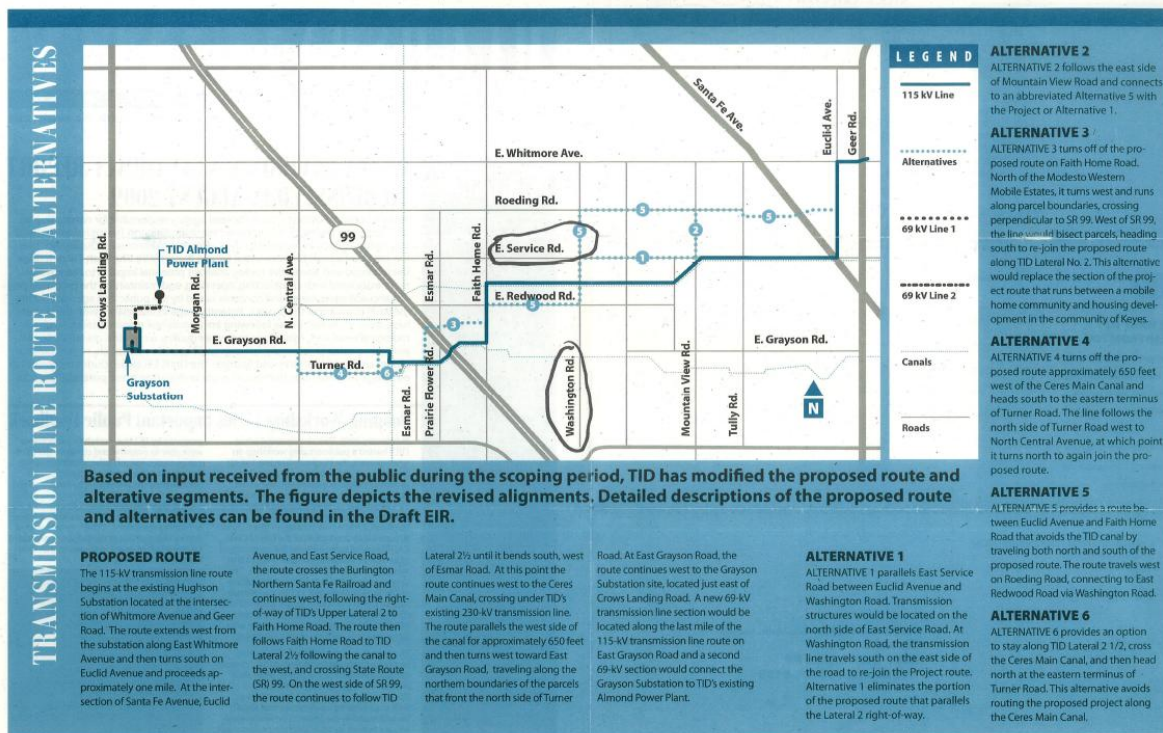 TRANSMISSION LINE ROUTE AND ALTERNATIVES
Santa Fe Ave.
Euclid Ave.
Geer Rd.
E. Whitmore Ave.
Roeding Rd.
99
5
5
5
2
E. Service Rd.
1
TID Almond
Power Plant
Crows Landing Rd.
Morgan Rd.
N. Central Ave.
Esmar Rd.
Faith Home Rd.
E. Redwood Rd.
5
3
E. Grayson Rd.
E. Grayson Rd.
Turner Rd.
4
6
Grayson
Substation
Esmar Rd.
Prairie Flower Rd.
Washington Rd.
Mountain View Rd.
Tully Rd.
N
LEGEND
115 kV Line
Alternatives
69 kV Line 1
69 kV Line 2
Canals
Roads
Based on input received from the public during the scoping period, TID has modified the proposed route and
alterative segments. The figure depicts the revised alignments. Detailed descriptions of the proposed route
and alternatives can be found in the Draft EIR.
PROPOSED ROUTE
The 115-kV transmission line route
begins at the existing Hughson
Substation located at the intersec-
tion of Whitmore Avenue and Geer
Road. The route extends west from
the substation along East Whitmore
Avenue and then turns south on
Euclid Avenue and proceeds ap-
proximately one mile. At the inter-
section of Santa Fe Avenue, Euclid
Avenue, and East Service Road,
the route crosses the Burlington
Northern Santa Fe Railroad and
continues west, following the right-
of-way of TID's Upper Lateral 2 to
Faith Home Road. The route then
follows Faith Home Road to TID
Lateral 2½ following the canal to
the west, and crossing State Route
(SR) 99. On the west side of SR 99,
the route continues to follow TID
Lateral 2½ until it bends south, west
of Esmar Road. At this point the
route continues west to the Ceres
Main Canal, crossing under TID's
existing 230-kV transmission line.
The route parallels the west side of
the canal for approximately 650 feet
and then turns west toward East
Grayson Road, traveling along the
northern boundaries of the parcels
that front the north side of Turner
Road. At East Grayson Road, the
route continues west to the Grayson
Substation site, located just east of
Crows Landing Road. A new 69-kV
transmission line section would be
located along the last mile of the
115-kV transmission line route on
East Grayson Road and a second
69-kV section would connect the
Grayson Substation to TID's existing
Almond Power Plant.
ALTERNATIVE 1
ALTERNATIVE 1 parallels East Service
Road between Euclid Avenue and
Washington Road. Transmission
structures would be located on the
north side of East Service Road. At
Washington Road, the transmission
line travels south on the east side of
the road to re-join the Project route.
Alternative 1 eliminates the portion
of the proposed route that parallels
the Lateral 2 right-of-way.
ALTERNATIVE 2
ALTERNATIVE 2 follows the east side
of Mountain View Road and connects
to an abbreviated Alternative 5 with
the Project or Alternative 1.
ALTERNATIVE 3
ALTERNATIVE 3 turns off of the pro-
posed route on Faith Home Road.
North of the Modesto Western
Mobile Estates, it turns west and runs
along parcel boundaries, crossing
perpendicular to SR 99. West of SR 99,
the line would bisect parcels, heading
south to re-join the proposed route
along TID Lateral No. 2. This alternative
would replace the section of the proj-
ect route that runs between a mobile
home community and housing devel-
opment in the community of Keyes.
ALTERNATIVE 4
ALTERNATIVE 4 turns off the pro-
posed route approximately 650 feet
west of the Ceres Main Canal and
heads south to the eastern terminus
of Turner Road. The line follows the
north side of Turner Road west to
North Central Avenue, at which point
it turns north to again join the pro-
posed route.
ALTERNATIVE 5
ALTERNATIVE 5 provides a route be-
tween Euclid Avenue and Faith Home
Road that avoids the TID canal by
traveling both north and south of the
proposed route. The route travels west
on Roeding Road, connecting to East
Redwood Road via Washington Road.
ALTERNATIVE 6
ALTERNATIVE 6 provides an option
to stay along TID Lateral 2 1/2, cross
the Ceres Main Canal, and then head
north at the eastern terminus of
Turner Road. This alternative avoids
routing the proposed project along
the Ceres Main Canal.